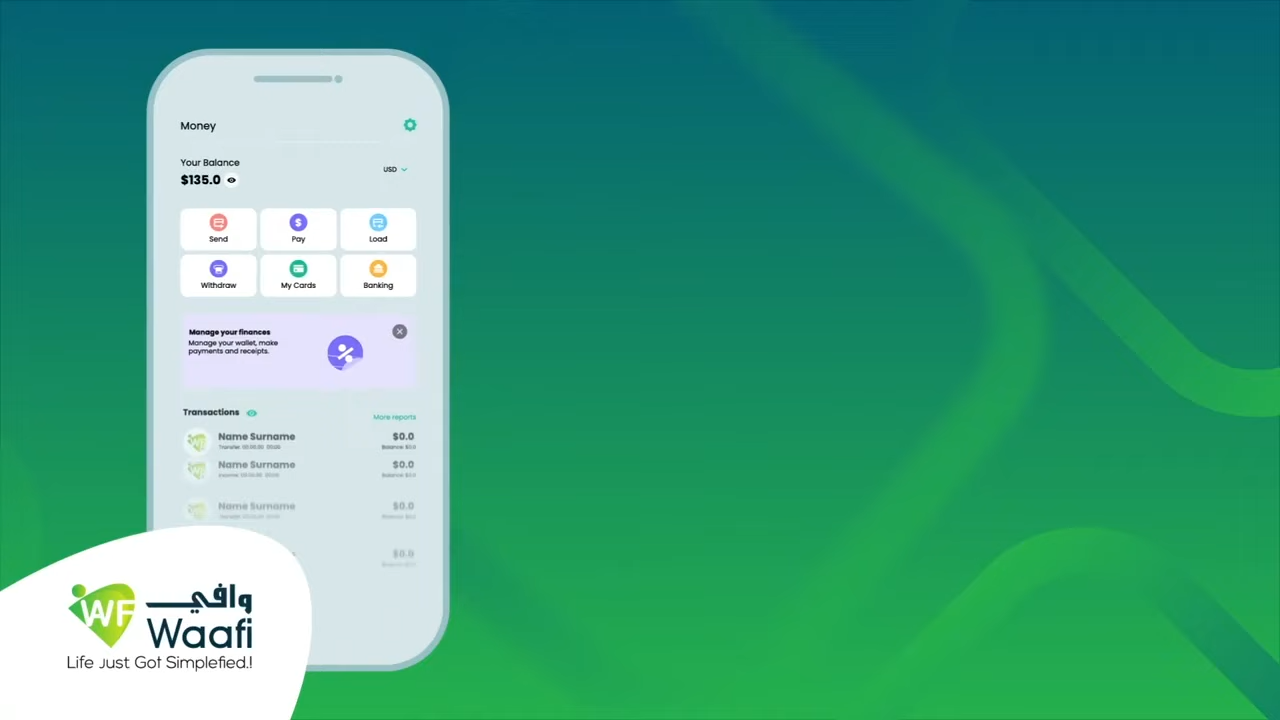 Money
Your Balance
USD
$135.0
Send
Pay
Load
Withdraw
My Cards
Banking
Manage your finances
Manage your wallet, make
payments and receipts.
Transactions
More reports
Name Surname
$0.0
Name Surname
$0.0
Name Surname
$0.0
$0.0
WF
وافي
Waafi
Life Just Got Simplefied.!